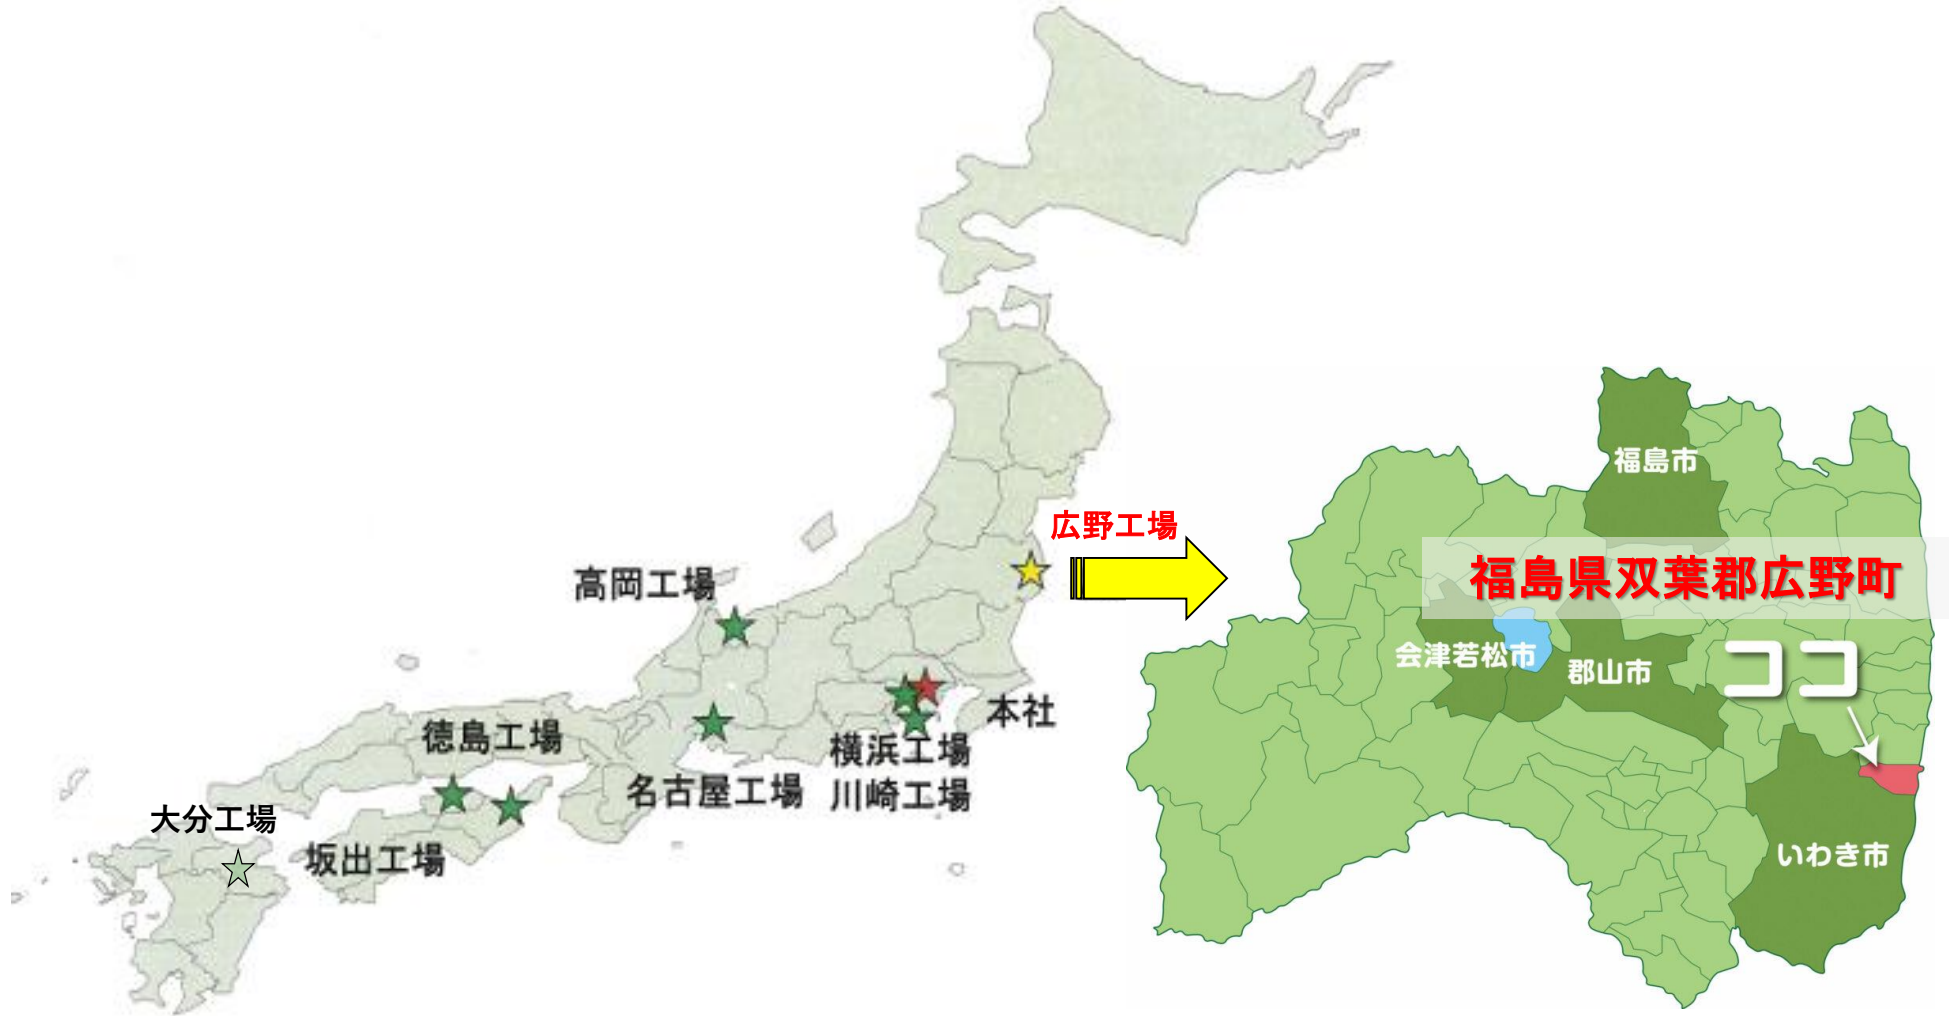 広野工場
高岡工場
本社
徳島工場
横浜工場
名古屋工場
川崎工場
大分工場
坂出工場
福島市
福島県双葉郡広野町
会津若松市
郡山市
ココ
いわき市